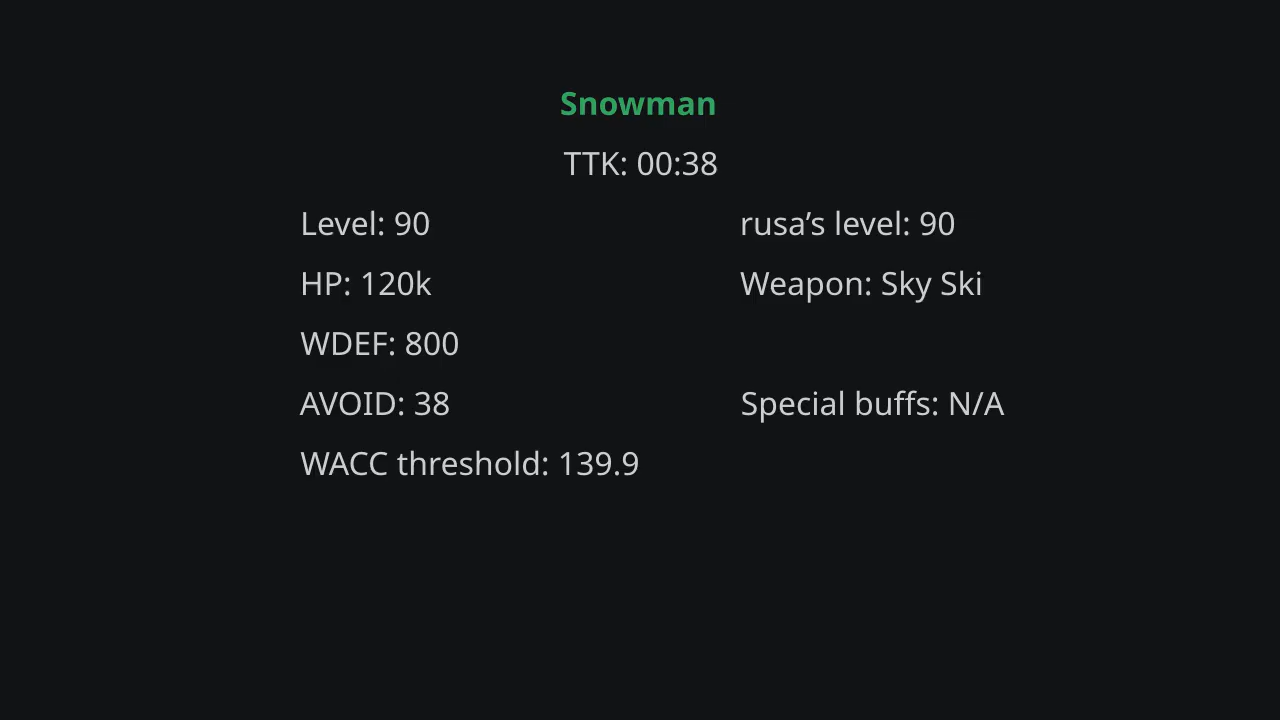 Snowman
TTK: 00:38
Level: 90
rusa’s level: 90
HP: 120k
Weapon: Sky Ski
WDEF: 800
AVOID: 38
Special buffs: N/A
WACC threshold: 139.9